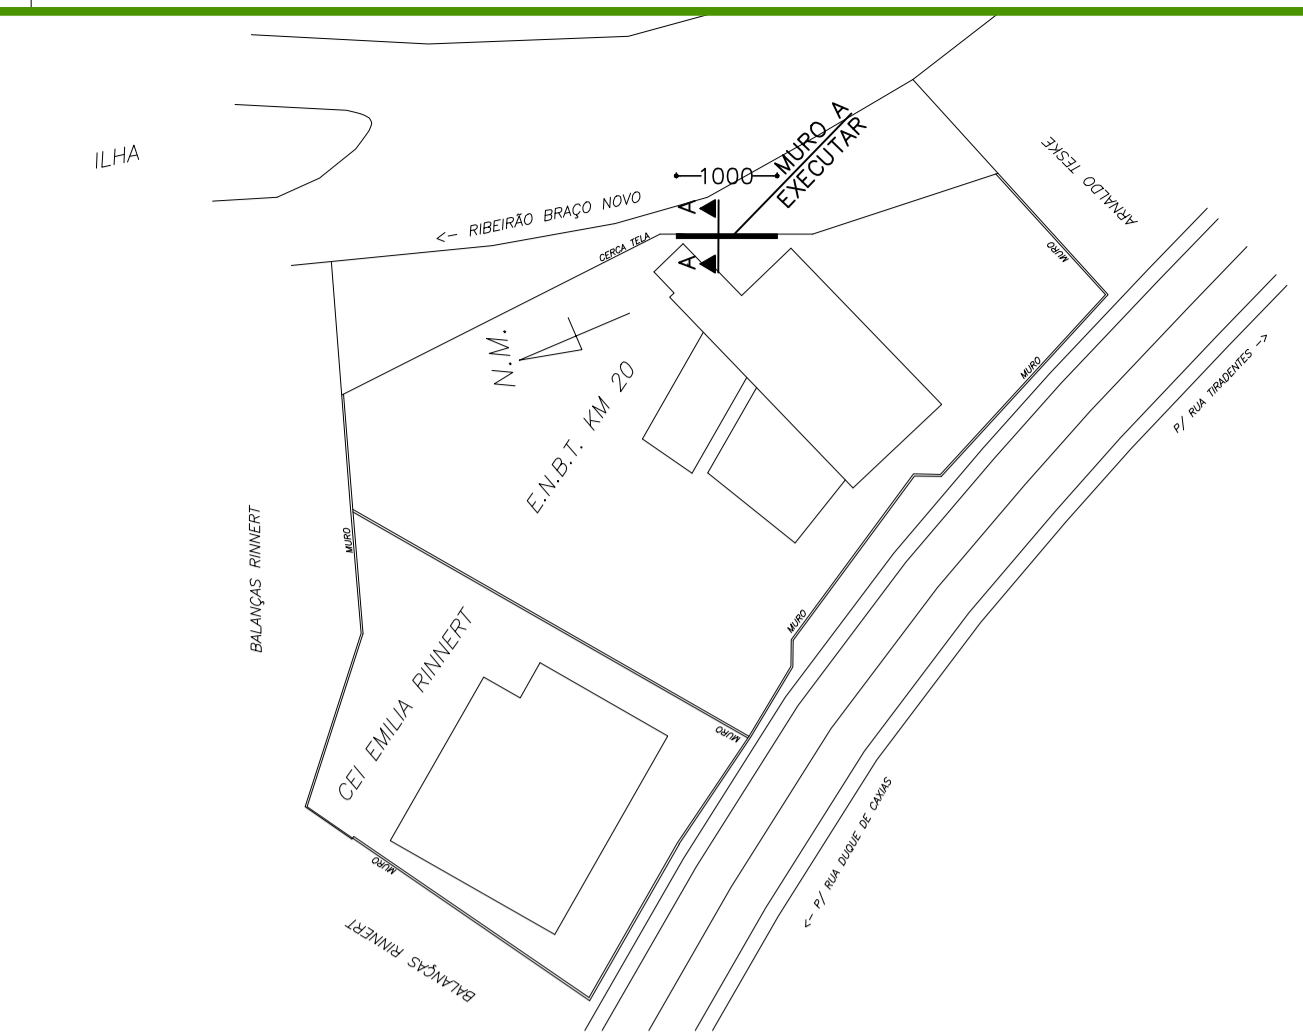 ILHA
MURO A
EXECUTAR
1000
ARNALDO TESKE
<- RIBEIRÃO BRAÇO NOVO
A
A
CERCA TELA
MURO
N.M.
E.N.B.T. KM 20
MURO
P/ RUA TIRADENTES ->
BALANÇAS RINNERT
MURO
MURO
CEI EMILIA RINNERT
MURO
<- P/ RUA DUQUE DE CAXIAS
MURO
BALANÇAS RINNERT